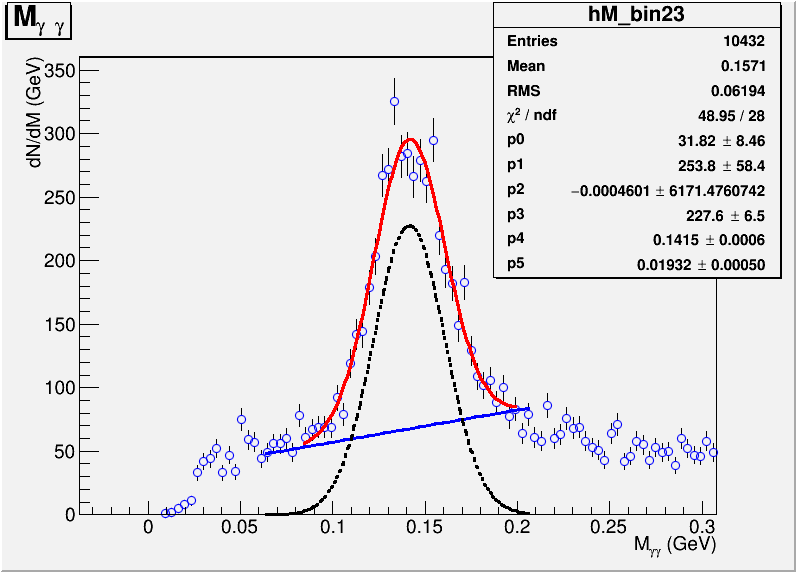 M γ γ
hM_bin23
Entries 10432
Mean 0.1571
RMS 0.06194
χ² / ndf 48.95 / 28
p0 31.82 ± 8.46
p1 253.8 ± 58.4
p2 −0.0004601 ± 6171.4760742
p3 227.6 ± 6.5
p4 0.1415 ± 0.0006
p5 0.01932 ± 0.00050
dN/dM (GeV)
350
300
250
200
150
100
50
0
0 0.05 0.1 0.15 0.2 0.25 0.3
Mγγ (GeV)